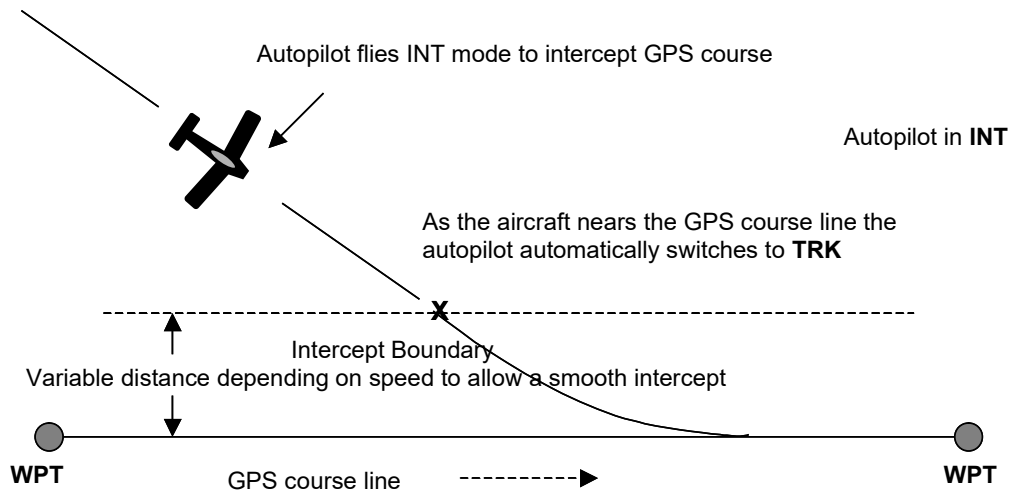 Autopilot flies INT mode to intercept GPS course
Autopilot in INT
As the aircraft nears the GPS course line the
autopilot automatically switches to TRK
X
Intercept Boundary
Variable distance depending on speed to allow a smooth intercept
WPT
GPS course line
WPT